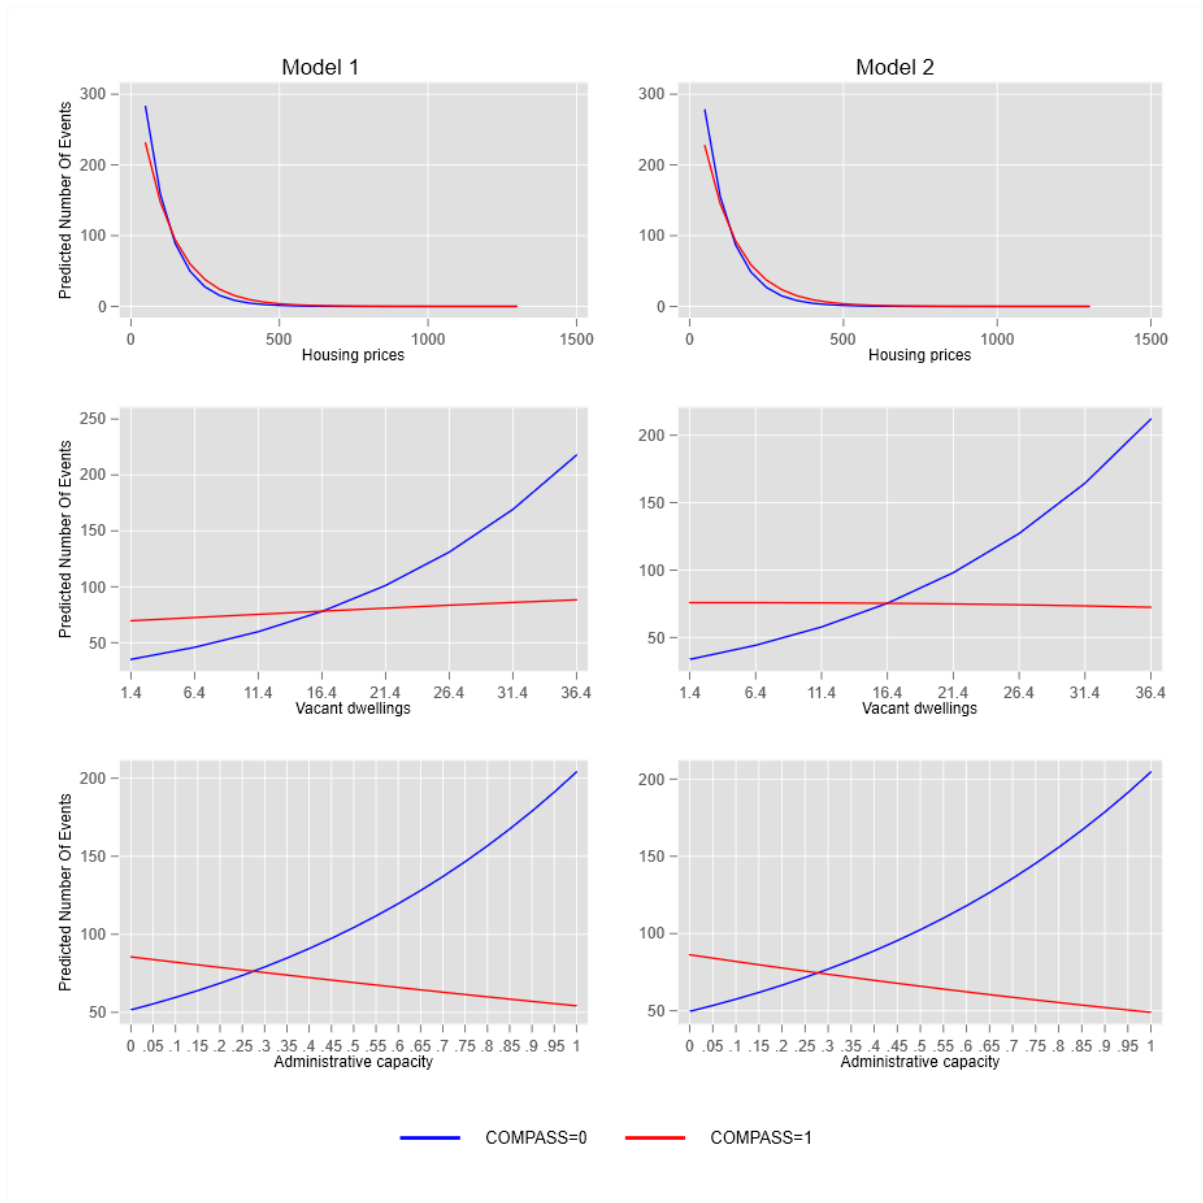 Model 1
Model 2
Predicted Number Of Events
300
200
100
0
0 500 1000 1500
Housing prices
300
200
100
0
0 500 1000 1500
Housing prices
Predicted Number Of Events
250
200
150
100
50
1.4 6.4 11.4 16.4 21.4 26.4 31.4 36.4
Vacant dwellings
200
150
100
50
1.4 6.4 11.4 16.4 21.4 26.4 31.4 36.4
Vacant dwellings
Predicted Number Of Events
200
150
100
50
0 .05 .1 .15 .2 .25 .3 .35 .4 .45 .5 .55 .6 .65 .7 .75 .8 .85 .9 .95 1
Administrative capacity
200
150
100
50
0 .05 .1 .15 .2 .25 .3 .35 .4 .45 .5 .55 .6 .65 .7 .75 .8 .85 .9 .95 1
Administrative capacity
COMPASS=0 COMPASS=1